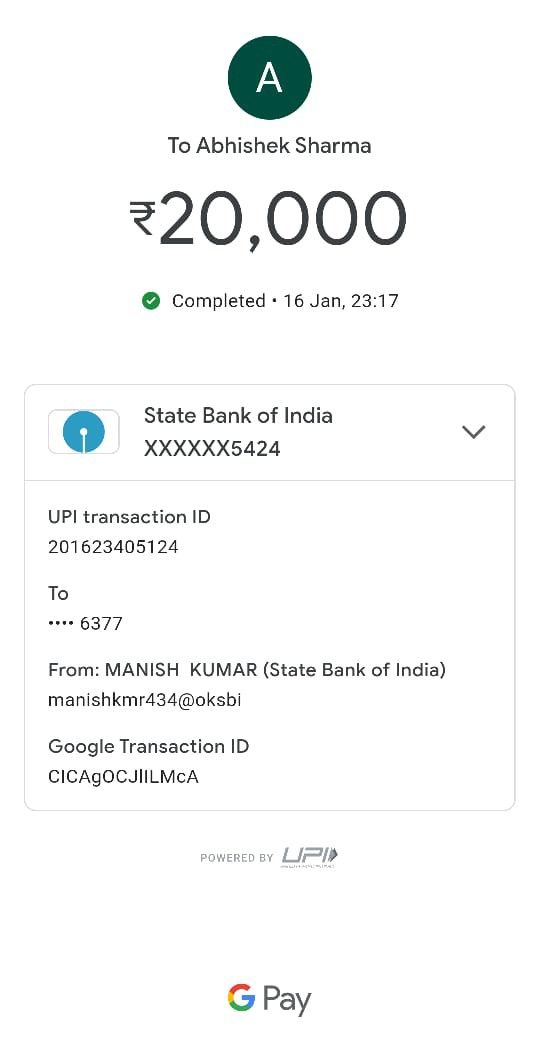 A
To Abhishek Sharma
₹20,000
Completed • 16 Jan, 23:17
State Bank of India
XXXXXX5424
UPI transaction ID
201623405124
To
•••• 6377
From: MANISH  KUMAR (State Bank of India)
manishkmr434@oksbi
Google Transaction ID
CICAgOCJlILMcA
POWERED BY UPI
G Pay